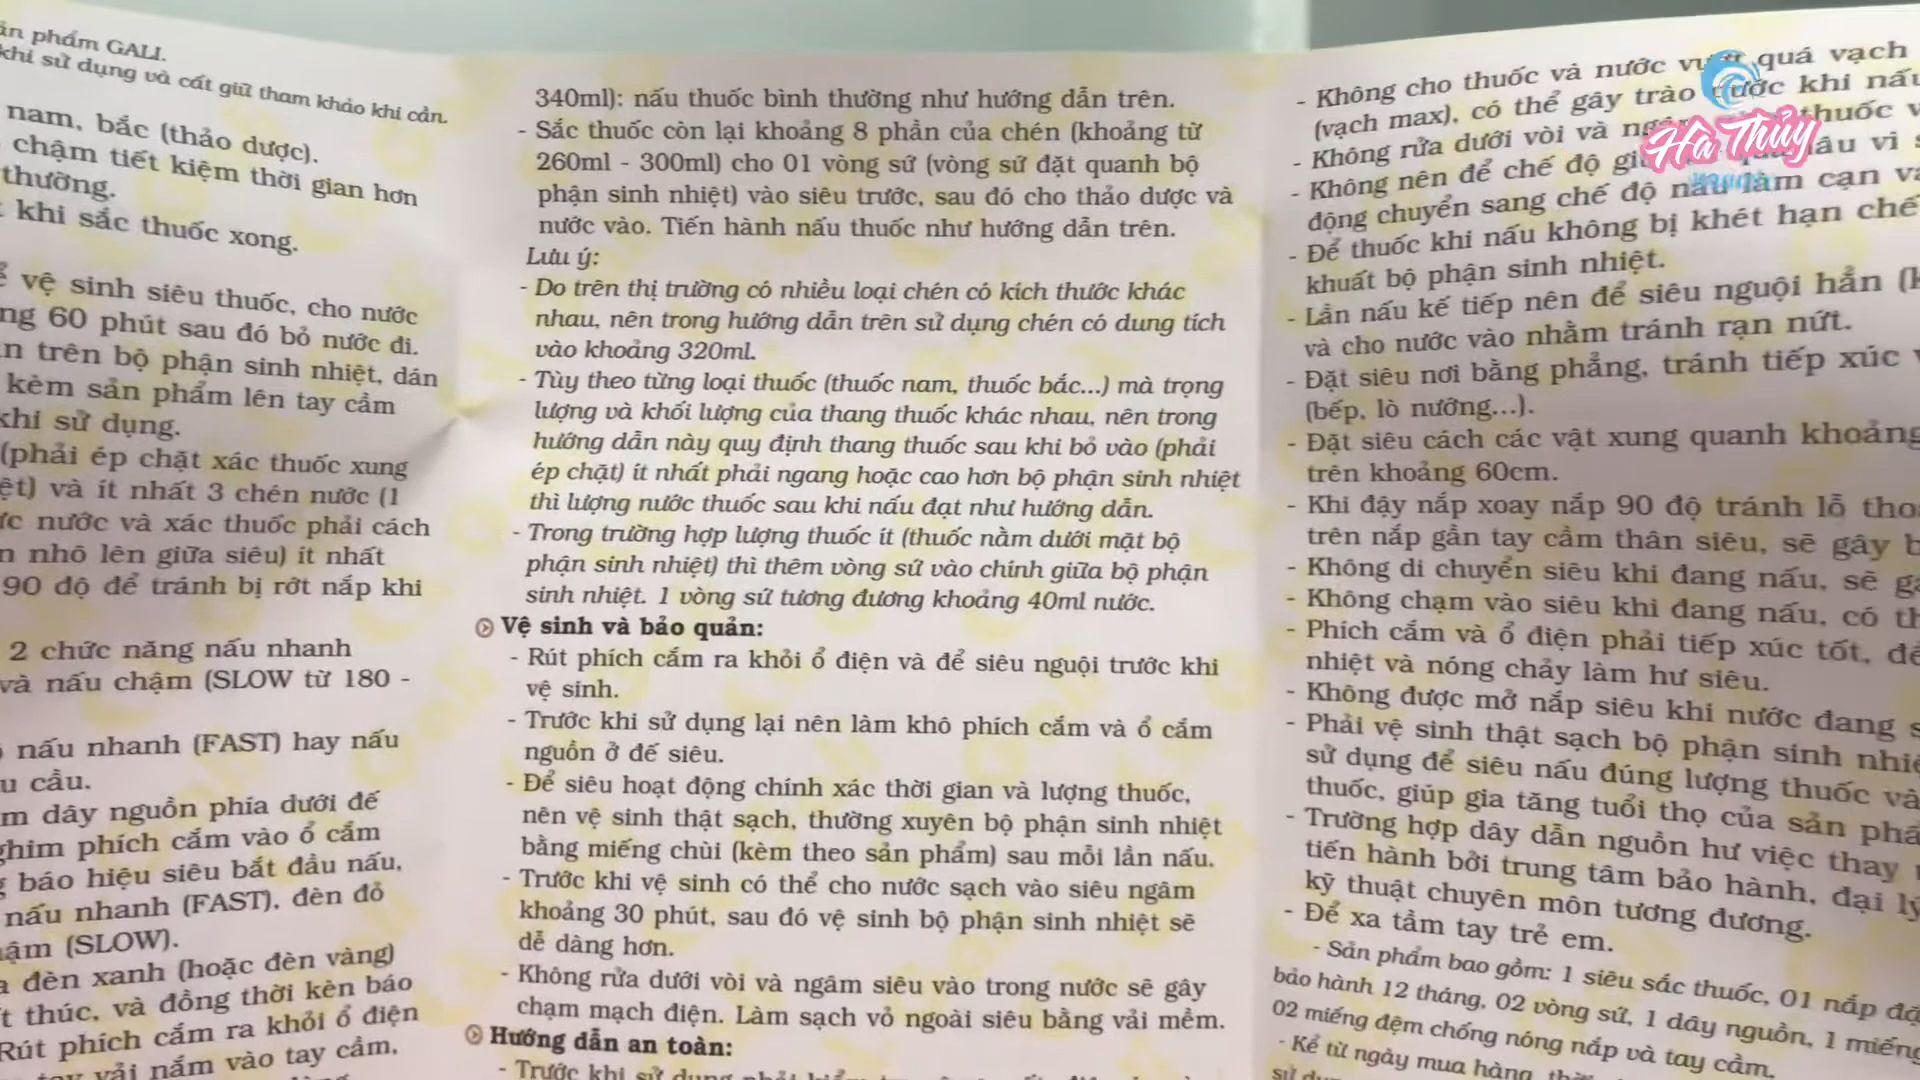 ản phẩm GALI.
khi sử dụng và cất giữ tham khảo khi cần.
nam, bắc (thảo dược).
chậm tiết kiệm thời gian hơn
thường.
khi sắc thuốc xong.
vệ sinh siêu thuốc, cho nước
ng 60 phút sau đó bỏ nước đi.
n trên bộ phận sinh nhiệt, dán
kèm sản phẩm lên tay cầm
khi sử dụng.
(phải ép chặt xác thuốc xung
ệt) và ít nhất 3 chén nước (1
ực nước và xác thuốc phải cách
n nhô lên giữa siêu) ít nhất
90 độ để tránh bị rớt nắp khi
2 chức năng nấu nhanh
và nấu chậm (SLOW từ 180 -
nấu nhanh (FAST) hay nấu
u cầu.
m dây nguồn phía dưới đế
ghim phích cắm vào ổ cắm
báo hiệu siêu bắt đầu nấu,
nấu nhanh (FAST), đèn đỏ
ậm (SLOW).
đèn xanh (hoặc đèn vàng)
t thúc, và đồng thời kèn báo
Rút phích cắm ra khỏi ổ điện
vải nắm vào tay cầm,
340ml): nấu thuốc bình thường như hướng dẫn trên.
- Sắc thuốc còn lại khoảng 8 phần của chén (khoảng từ
260ml - 300ml) cho 01 vòng sứ (vòng sứ đặt quanh bộ
phận sinh nhiệt) vào siêu trước, sau đó cho thảo dược và
nước vào. Tiến hành nấu thuốc như hướng dẫn trên.
Lưu ý:
- Do trên thị trường có nhiều loại chén có kích thước khác
nhau, nên trong hướng dẫn trên sử dụng chén có dung tích
vào khoảng 320ml.
- Tùy theo từng loại thuốc (thuốc nam, thuốc bắc...) mà trọng
lượng và khối lượng của thang thuốc khác nhau, nên trong
hướng dẫn này quy định thang thuốc sau khi bỏ vào (phải
ép chặt) ít nhất phải ngang hoặc cao hơn bộ phận sinh nhiệt
thì lượng nước thuốc sau khi nấu đạt như hướng dẫn.
- Trong trường hợp lượng thuốc ít (thuốc nằm dưới mặt bộ
phận sinh nhiệt) thì thêm vòng sứ vào chính giữa bộ phận
sinh nhiệt. 1 vòng sứ tương đương khoảng 40ml nước.
Vệ sinh và bảo quản:
- Rút phích cắm ra khỏi ổ điện và để siêu nguội trước khi
vệ sinh.
- Trước khi sử dụng lại nên làm khô phích cắm và ổ cắm
nguồn ở đế siêu.
- Để siêu hoạt động chính xác thời gian và lượng thuốc,
nên vệ sinh thật sạch, thường xuyên bộ phận sinh nhiệt
bằng miếng chùi (kèm theo sản phẩm) sau mỗi lần nấu.
- Trước khi vệ sinh có thể cho nước sạch vào siêu ngâm
khoảng 30 phút, sau đó vệ sinh bộ phận sinh nhiệt sẽ
dễ dàng hơn.
- Không rửa dưới vòi và ngâm siêu vào trong nước sẽ gây
chạm mạch điện. Làm sạch vỏ ngoài siêu bằng vải mềm.
Hướng dẫn an toàn:
- Trước khi sử dụng phải kiểm tra
- Không cho thuốc và nước vượt quá vạch
(vạch max), có thể gây trào trước khi nấu
- Không rửa dưới vòi và thuốc
- Không nên để chế độ lâu vì
động chuyển sang chế độ nấu làm cạn
- Để thuốc khi nấu không bị khét hạn chế
khuất bộ phận sinh nhiệt.
- Lần nấu kế tiếp nên để siêu nguội hẳn
và cho nước vào nhằm tránh rạn nứt.
- Đặt siêu nơi bằng phẳng, tránh tiếp xúc
(bếp, lò nướng...).
- Đặt siêu cách các vật xung quanh khoảng
trên khoảng 60cm.
- Khi đậy nắp xoay nắp 90 độ tránh lỗ tho
trên nắp gần tay cầm thân siêu, sẽ gây b
- Không di chuyển siêu khi đang nấu, sẽ gâ
- Không chạm vào siêu khi đang nấu, có th
- Phích cắm và ổ điện phải tiếp xúc tốt, để
nhiệt và nóng chảy làm hư siêu.
- Không được mở nắp siêu khi nước đang s
- Phải vệ sinh thật sạch bộ phận sinh nhiệ
sử dụng để siêu nấu đúng lượng thuốc và
thuốc, giúp gia tăng tuổi thọ của sản phẩ
- Trường hợp dây dẫn nguồn hư việc thay
tiến hành bởi trung tâm bảo hành, đại lý
kỹ thuật chuyên môn tương đương.
- Để xa tầm tay trẻ em.
- Sản phẩm bao gồm: 1 siêu sắc thuốc, 01 nắp đậ
bảo hành 12 tháng, 02 vòng sứ, 1 dây nguồn, 1 miếng
02 miếng đệm chống nóng nắp và tay cầm.
- Kể từ ngày mua hàng,
Hà Thủy